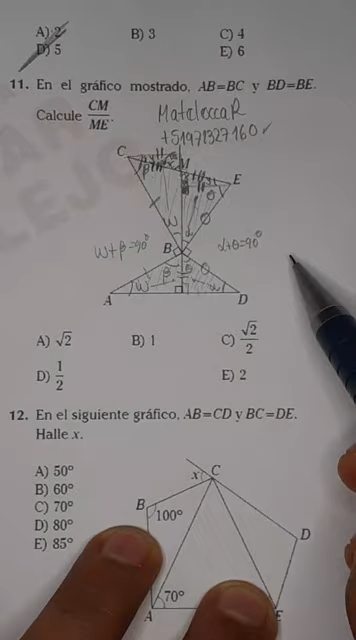 A) 2 B) 3 C) 4
D) 5 E) 6
11. En el gráfico mostrado, AB=BC y BD=BE.
Calcule CM/ME.
MateloccaR
+51971327160
C
M
E
W
α
θ
B
W+β=90°
α+θ=90°
β
θ
W
α
A
D
A) √2 B) 1 C) √2/2
D) 1/2 E) 2
12. En el siguiente gráfico, AB=CD y BC=DE.
Halle x.
A) 50°
B) 60°
C) 70°
D) 80°
E) 85°
x
C
B
100°
D
70°
A
E